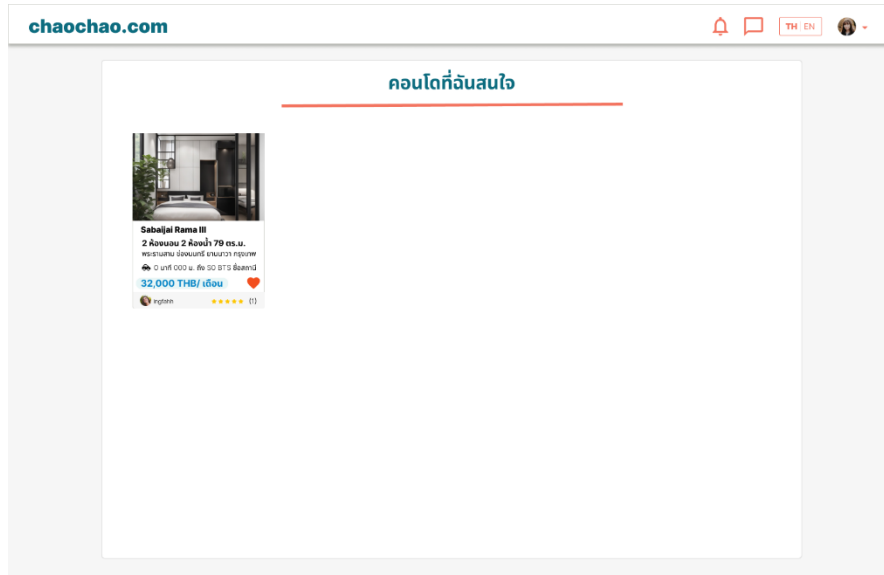 chaochao.com
TH EN
คอนโดที่ฉันสนใจ
Sabaijai Rama III
2 ห้องนอน 2 ห้องน้ำ 79 ตร.ม.
พระรามสาม ช่องนนทรี ยานนาวา กรุงเทพ
0 นาที 000 ม. ถึง S0 BTS ชื่อสถานี
32,000 THB/ เดือน
ingfahh (1)